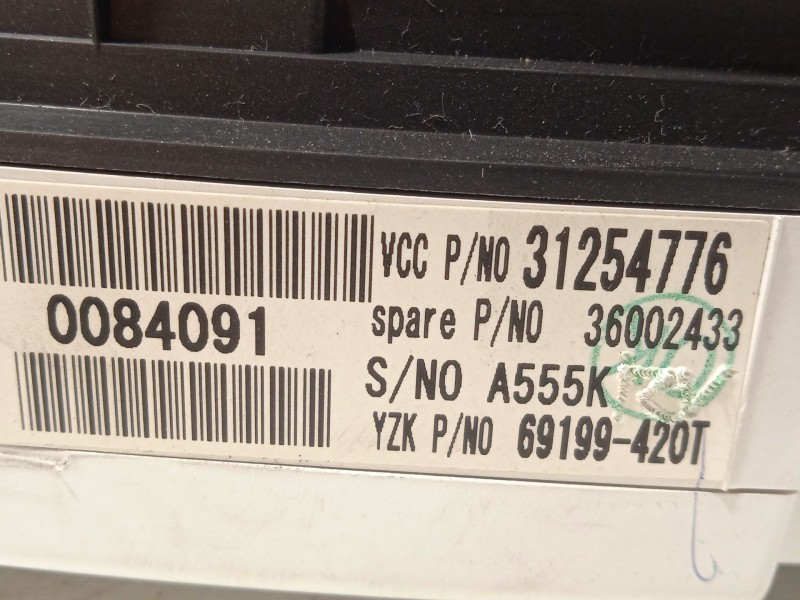 VCC P/NO 31254776
0084091
spare P/NO 36002433
S/NO A555K
YZK P/NO 69199-420T